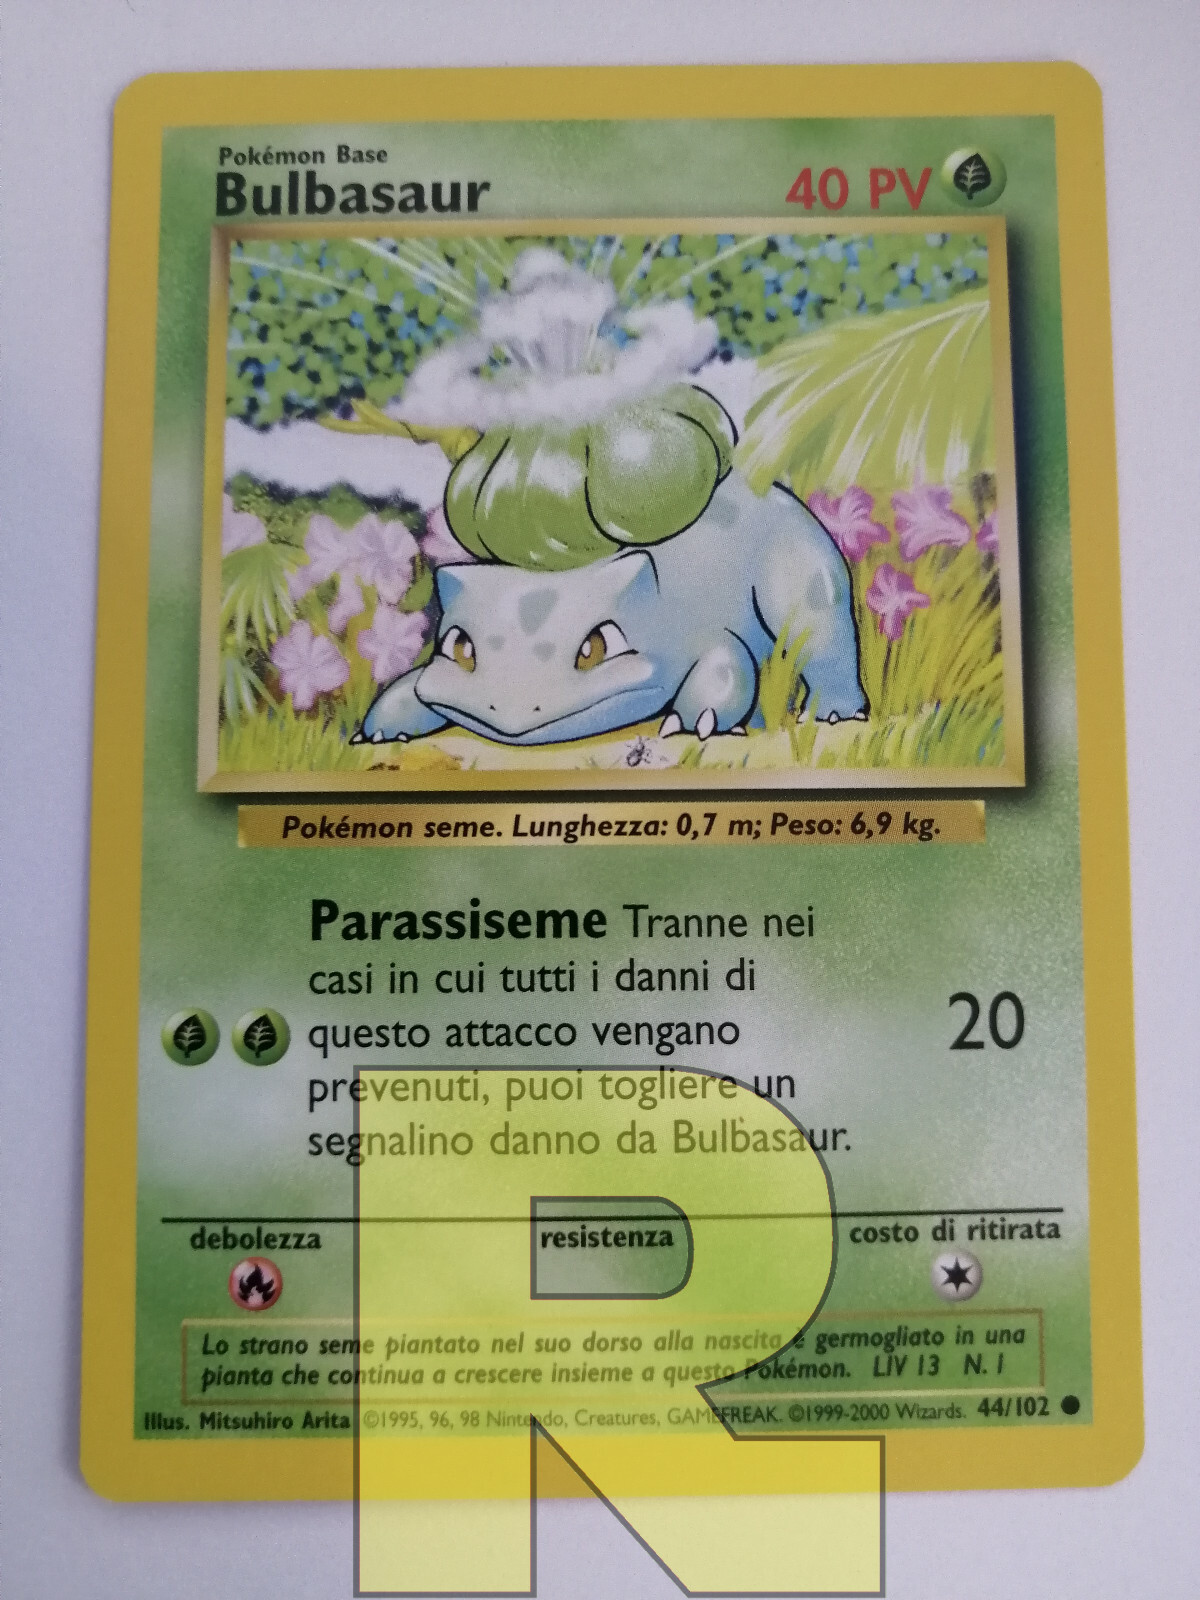 Pokémon Base
Bulbasaur
40 PV
Pokémon seme. Lunghezza: 0,7 m; Peso: 6,9 kg.
Parassiseme Tranne nei
casi in cui tutti i danni di
questo attacco vengano
prevenuti, puoi togliere un
segnalino danno da Bulbasaur.
20
debolezza
resistenza
costo di ritirata
Lo strano seme piantato nel suo dorso alla nascita è germogliato in una
pianta che continua a crescere insieme a questo Pokémon. LIV 13 N. 1
Illus. Mitsuhiro Arita ©1995, 96, 98 Nintendo, Creatures, GAMEFREAK. ©1999-2000 Wizards. 44/102
R